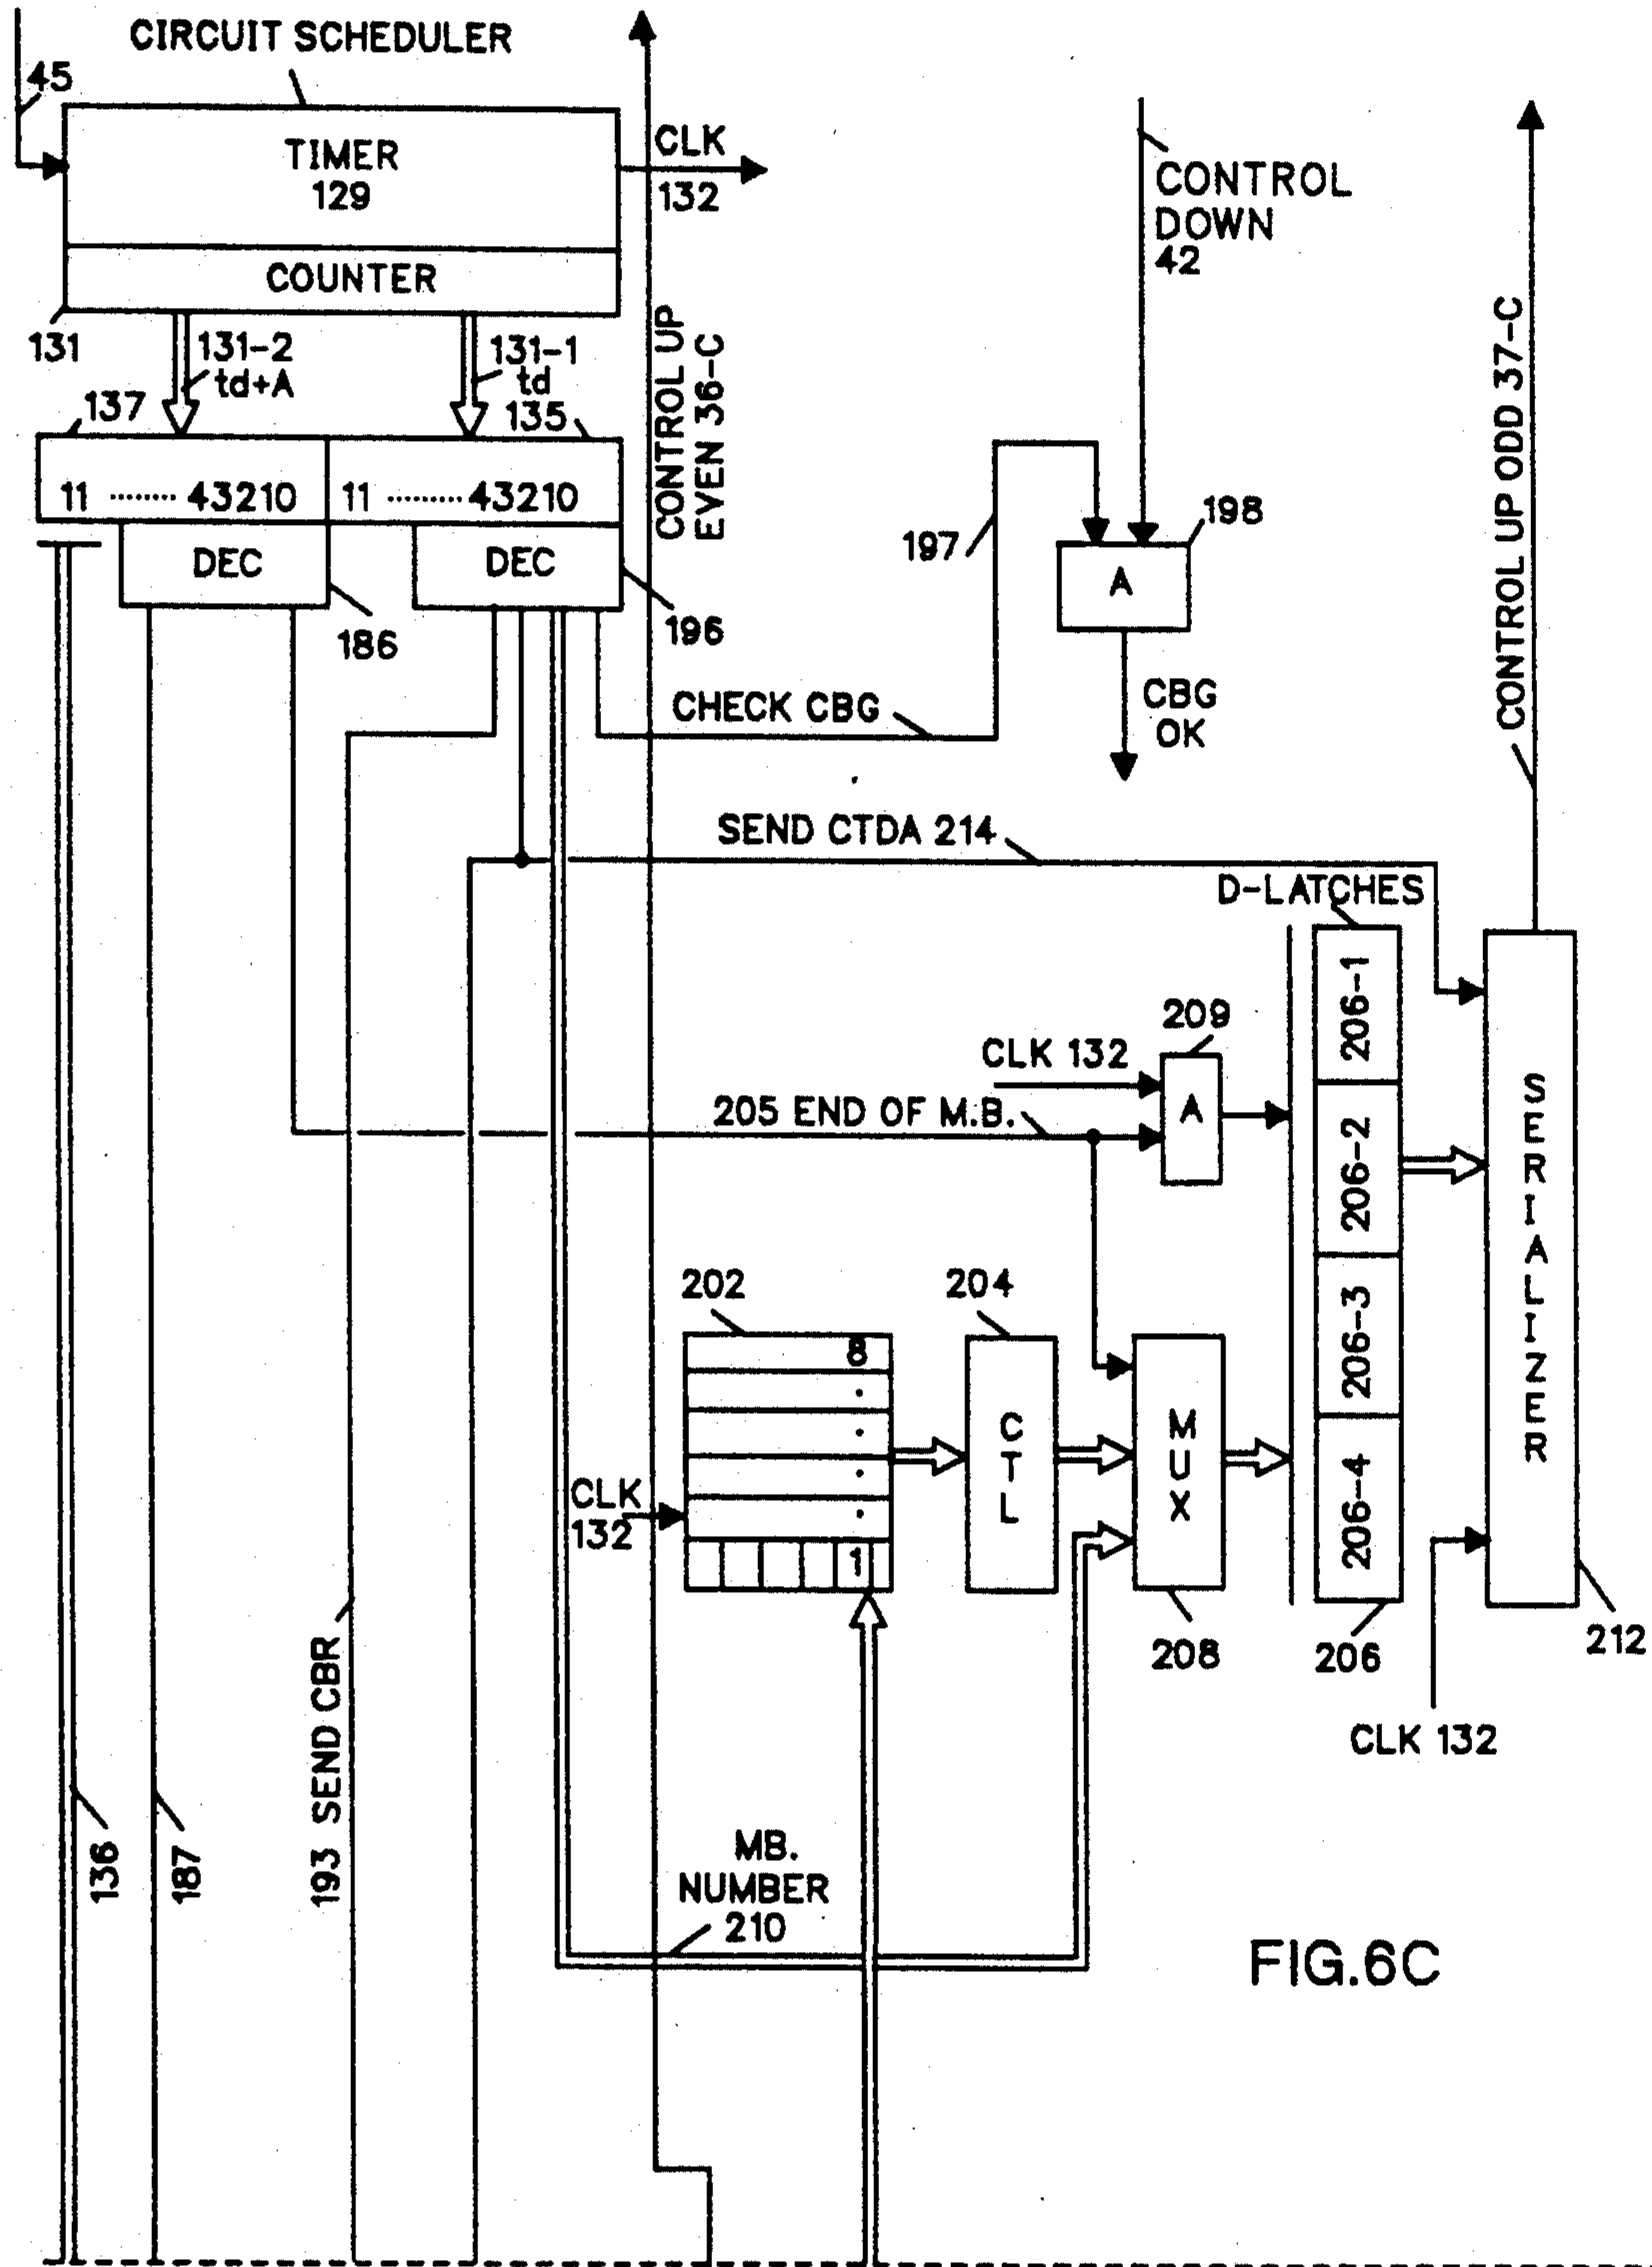 CIRCUIT SCHEDULER
45
TIMER
129
CLK
132
COUNTER
131
131-2
td+A
131-1
td
137
135
11 ........ 43210
11 ......... 43210
DEC
DEC
186
196
CONTROL UP
EVEN 36-C
CONTROL
DOWN
42
197
198
A
CHECK CBG
CBG
OK
CONTROL UP ODD 37-C
SEND CTDA 214
D-LATCHES
209
CLK 132
205 END OF M.B.
A
206-1
206-2
206-3
206-4
SERIALIZER
202
8
.
.
.
.
1
204
CTL
MUX
CLK
132
208
206
212
CLK 132
193 SEND CBR
136
187
MB.
NUMBER
210
FIG.6C